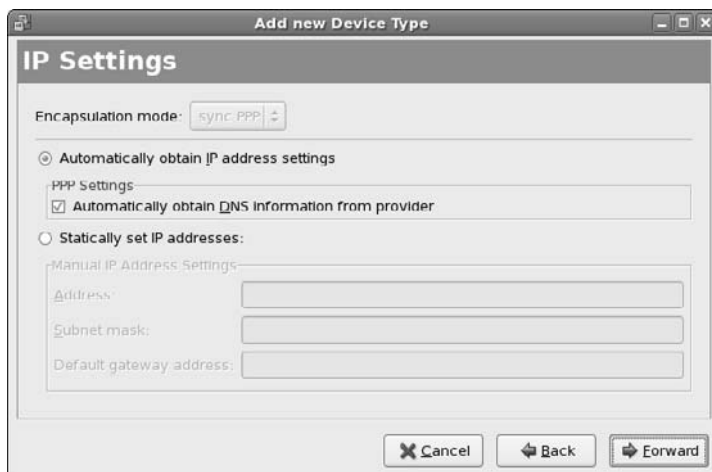 Add new Device Type
IP Settings
Encapsulation mode: sync PPP
Automatically obtain IP address settings
PPP Settings
Automatically obtain DNS information from provider
Statically set IP addresses:
Manual IP Address Settings
Address:
Subnet mask:
Default gateway address:
Cancel Back Forward